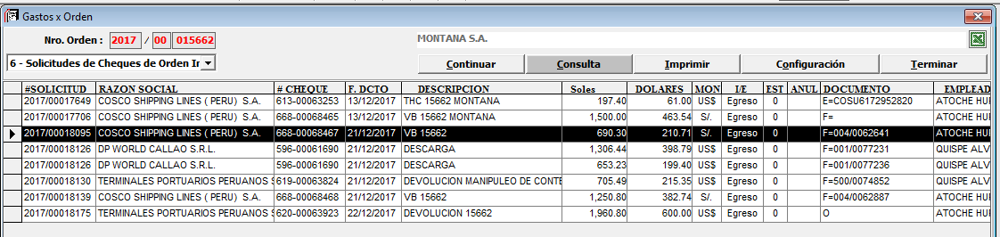 Gastos x Orden
Nro. Orden : 2017 / 00 015662 MONTANA S.A.
6 - Solicitudes de Cheques de Orden Ir Continuar Consulta Imprimir Configuración Terminar
#SOLICITUD RAZON SOCIAL # CHEQUE F. DCTO DESCRIPCION Soles DOLARES MON I/E EST ANUL DOCUMENTO EMPLEAD
2017/00017649 COSCO SHIPPING LINES ( PERU) S.A. 613-00063253 13/12/2017 THC 15662 MONTANA 197.40 61.00 US$ Egreso 0 E=COSU6172952820 ATOCHE HUI
2017/00017706 COSCO SHIPPING LINES ( PERU) S.A. 668-00068465 13/12/2017 VB 15662 MONTANA 1,500.00 463.54 S/. Egreso 0 F= ATOCHE HUI
2017/00018095 COSCO SHIPPING LINES ( PERU) S.A. 668-00068467 21/12/2017 VB 15662 690.30 210.71 S/. Egreso 0 F=004/0062641 ATOCHE HUI
2017/00018126 DP WORLD CALLAO S.R.L. 596-00061690 21/12/2017 DESCARGA 1,306.44 398.79 US$ Egreso 0 F=001/0077231 QUISPE ALV
2017/00018126 DP WORLD CALLAO S.R.L. 596-00061690 21/12/2017 DESCARGA 653.23 199.40 US$ Egreso 0 F=001/0077236 QUISPE ALV
2017/00018130 TERMINALES PORTUARIOS PERUANOS S 619-00063824 21/12/2017 DEVOLUCION MANIPULEO DE CONTE 705.49 215.35 US$ Egreso 0 F=500/0074852 QUISPE ALV
2017/00018139 COSCO SHIPPING LINES ( PERU) S.A. 668-00068468 21/12/2017 VB 15662 1,250.80 382.74 S/. Egreso 0 F=004/0062887 ATOCHE HUI
2017/00018175 TERMINALES PORTUARIOS PERUANOS S 620-00063923 22/12/2017 DEVOLUCION 15662 1,960.80 600.00 US$ Egreso 0 O ATOCHE HUI